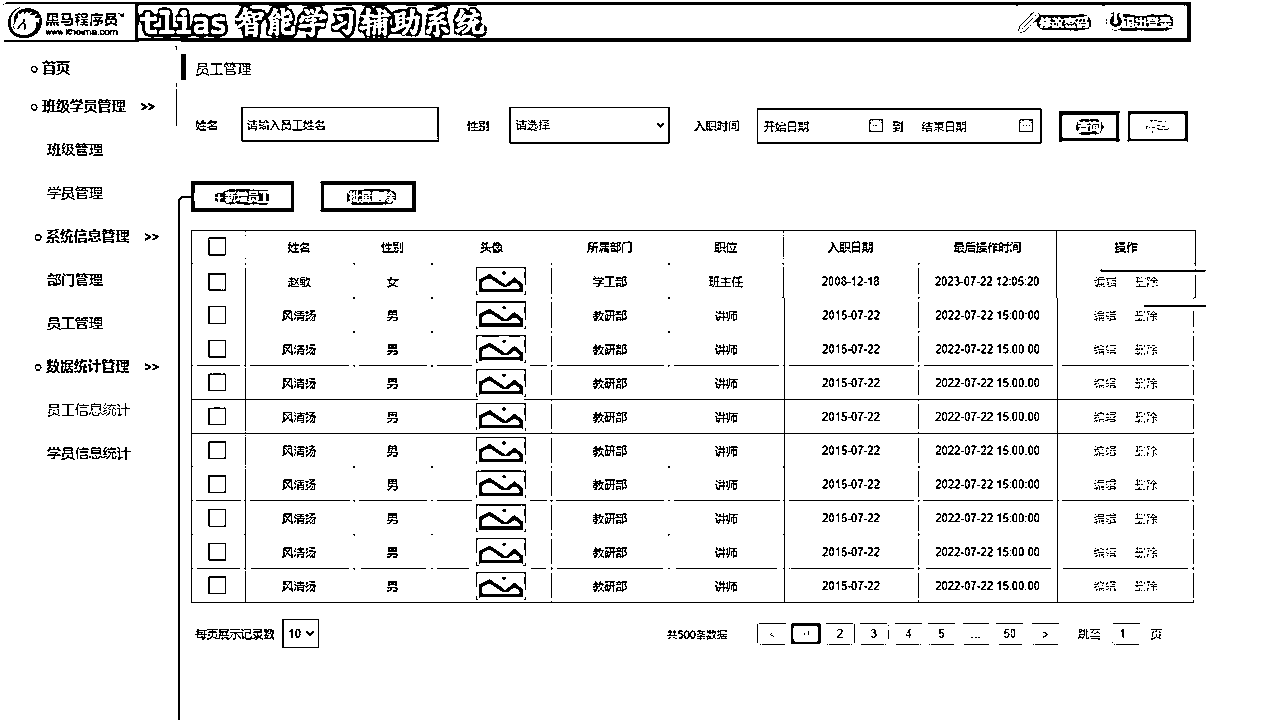 黑马程序员
www.itheima.com
tlias 智能学习辅助系统
修改密码 退出登录
首页
班级学员管理 >>
班级管理
学员管理
系统信息管理 >>
部门管理
员工管理
数据统计管理 >>
员工信息统计
学员信息统计
员工管理
姓名 请输入员工姓名 性别 请选择 入职时间 开始日期 到 结束日期 查询
+新增员工 批量删除
姓名 性别 头像 所属部门 职位 入职日期 最后操作时间 操作
赵敏 女 学工部 班主任 2008-12-18 2023-07-22 12:05:20 编辑 删除
风清扬 男 教研部 讲师 2015-07-22 2022-07-22 15:00:00 编辑 删除
风清扬 男 教研部 讲师 2015-07-22 2022-07-22 15:00:00 编辑 删除
风清扬 男 教研部 讲师 2015-07-22 2022-07-22 15:00:00 编辑 删除
风清扬 男 教研部 讲师 2015-07-22 2022-07-22 15:00:00 编辑 删除
风清扬 男 教研部 讲师 2015-07-22 2022-07-22 15:00:00 编辑 删除
风清扬 男 教研部 讲师 2015-07-22 2022-07-22 15:00:00 编辑 删除
风清扬 男 教研部 讲师 2015-07-22 2022-07-22 15:00:00 编辑 删除
风清扬 男 教研部 讲师 2015-07-22 2022-07-22 15:00:00 编辑 删除
风清扬 男 教研部 讲师 2015-07-22 2022-07-22 15:00:00 编辑 删除
每页展示记录数 10 共500条数据 < 2 3 4 5 ... 50 > 跳至 1 页